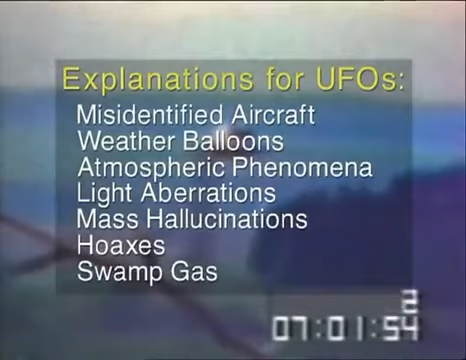 Explanations for UFOs:
Misidentified Aircraft
Weather Balloons
Atmospheric Phenomena
Light Aberrations
Mass Hallucinations
Hoaxes
Swamp Gas
2
07:01:54